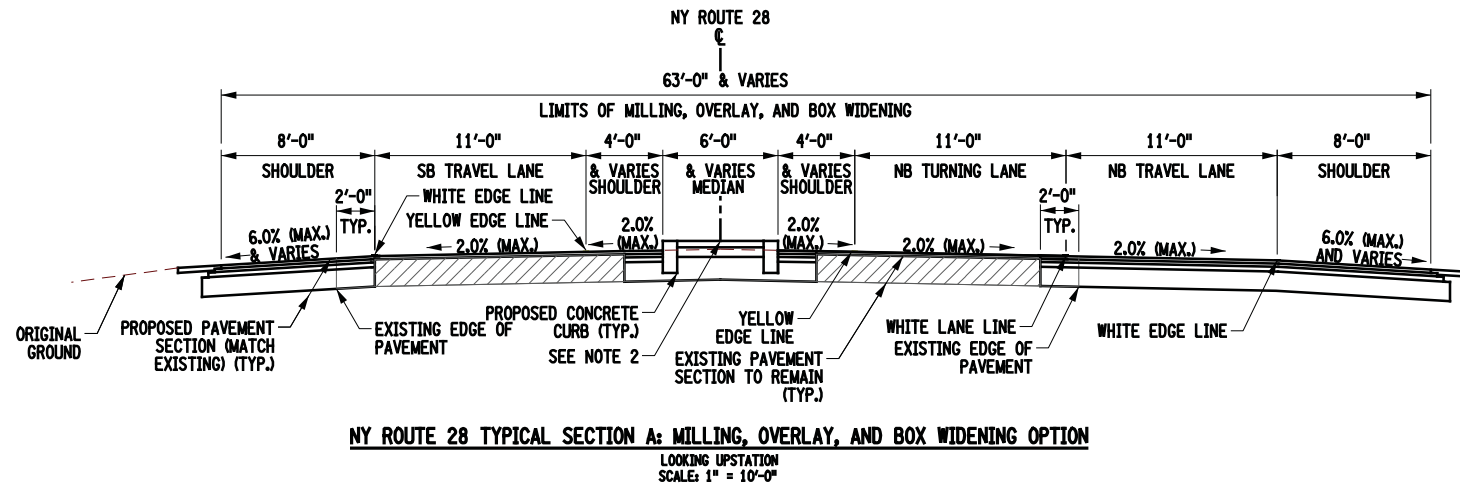 NY ROUTE 28
℄
63'-0" & VARIES
LIMITS OF MILLING, OVERLAY, AND BOX WIDENING
8'-0"
SHOULDER
11'-0"
SB TRAVEL LANE
4'-0"
& VARIES
SHOULDER
6'-0"
& VARIES
MEDIAN
4'-0"
& VARIES
SHOULDER
11'-0"
NB TURNING LANE
11'-0"
NB TRAVEL LANE
8'-0"
SHOULDER
2'-0"
TYP.
WHITE EDGE LINE
YELLOW EDGE LINE
2'-0"
TYP.
6.0% (MAX.)
& VARIES
2.0% (MAX.)
2.0%
(MAX.)
2.0%
(MAX.)
2.0% (MAX.)
2.0% (MAX.)
6.0% (MAX.)
AND VARIES
ORIGINAL
GROUND
PROPOSED PAVEMENT
SECTION (MATCH
EXISTING) (TYP.)
EXISTING EDGE OF
PAVEMENT
PROPOSED CONCRETE
CURB (TYP.)
SEE NOTE 2
YELLOW
EDGE LINE
EXISTING PAVEMENT
SECTION TO REMAIN
(TYP.)
WHITE LANE LINE
EXISTING EDGE OF
PAVEMENT
WHITE EDGE LINE
NY ROUTE 28 TYPICAL SECTION A: MILLING, OVERLAY, AND BOX WIDENING OPTION
LOOKING UPSTATION
SCALE: 1" = 10'-0"